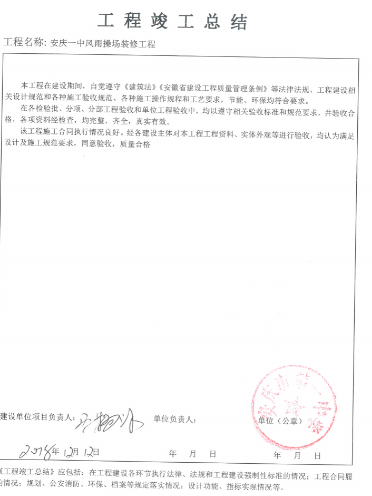 工程竣工总结
工程名称: 安庆一中风雨操场装修工程
本工程在建设期间，自觉遵守《建筑法》《安徽省建设工程质量管理条例》等法律法规、工程建设相
关设计规范和各种施工验收规范、各种施工操作规程和工艺要求。节能、环保均符合要求。
在各检验批、分项、分部工程验收和单位工程验收中，均以遵守相关验收标准和规范要求，并验收合
格，各项资料经检查，均完整，齐全，真实有效。
该工程施工合同执行情况良好。经各建设主体对本工程工程资料、实体外观等进行验收，均认为满足
设计及施工规范要求，同意验收，质量合格
建设单位项目负责人： 单位负责人： 单位（公章）
2018年12月12日 年 月 日 年 月 日
《工程竣工总结》应包括：在工程建设各环节执行法律、法规和工程建设强制性标准的情况；工程合同履
情况；规划、公安消防、环保、档案等规定落实情况；设计功能、指标实现情况等。